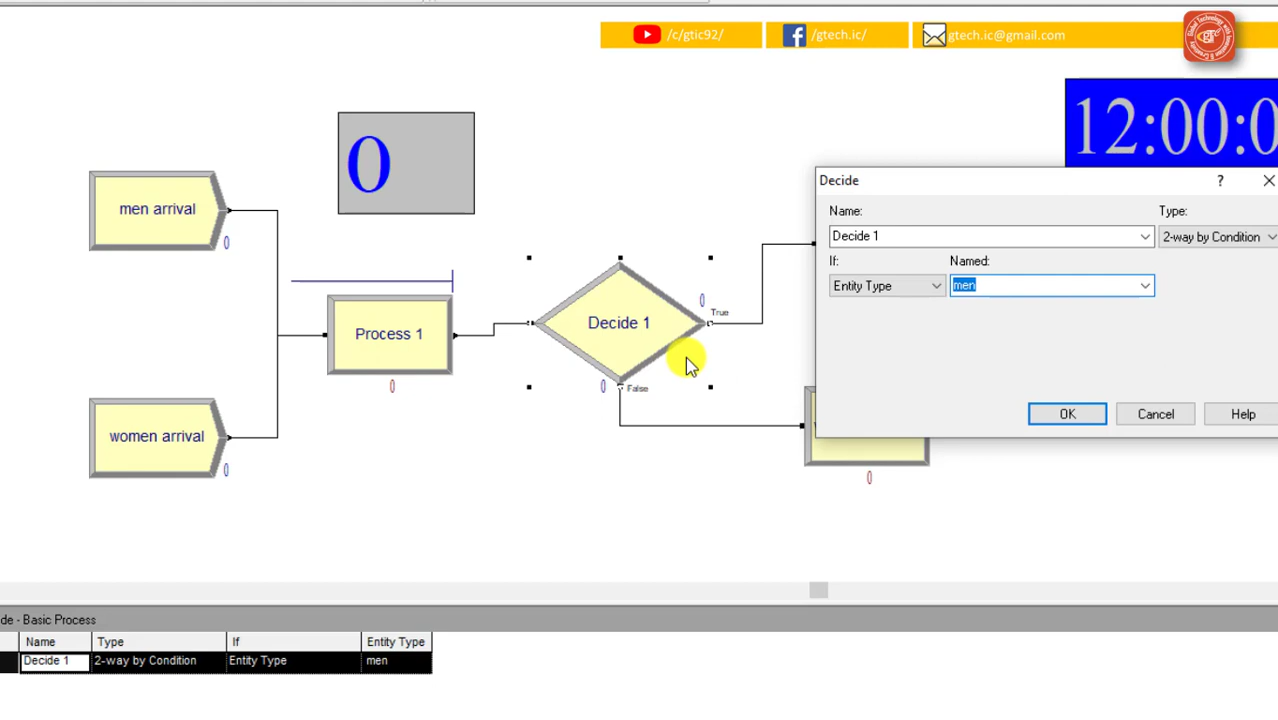 /c/gtic92/
/gtech.ic/
gtech.ic@gmail.com
0
12:00:0
men arrival
0
Decide
Name:
Type:
Decide 1
2-way by Condition
If:
Named:
Entity Type
men
OK
Cancel
Help
Process 1
0
Decide 1
0
True
0
False
women arrival
0
0
de - Basic Process
Name
Type
If
Entity Type
Decide 1
2-way by Condition
Entity Type
men